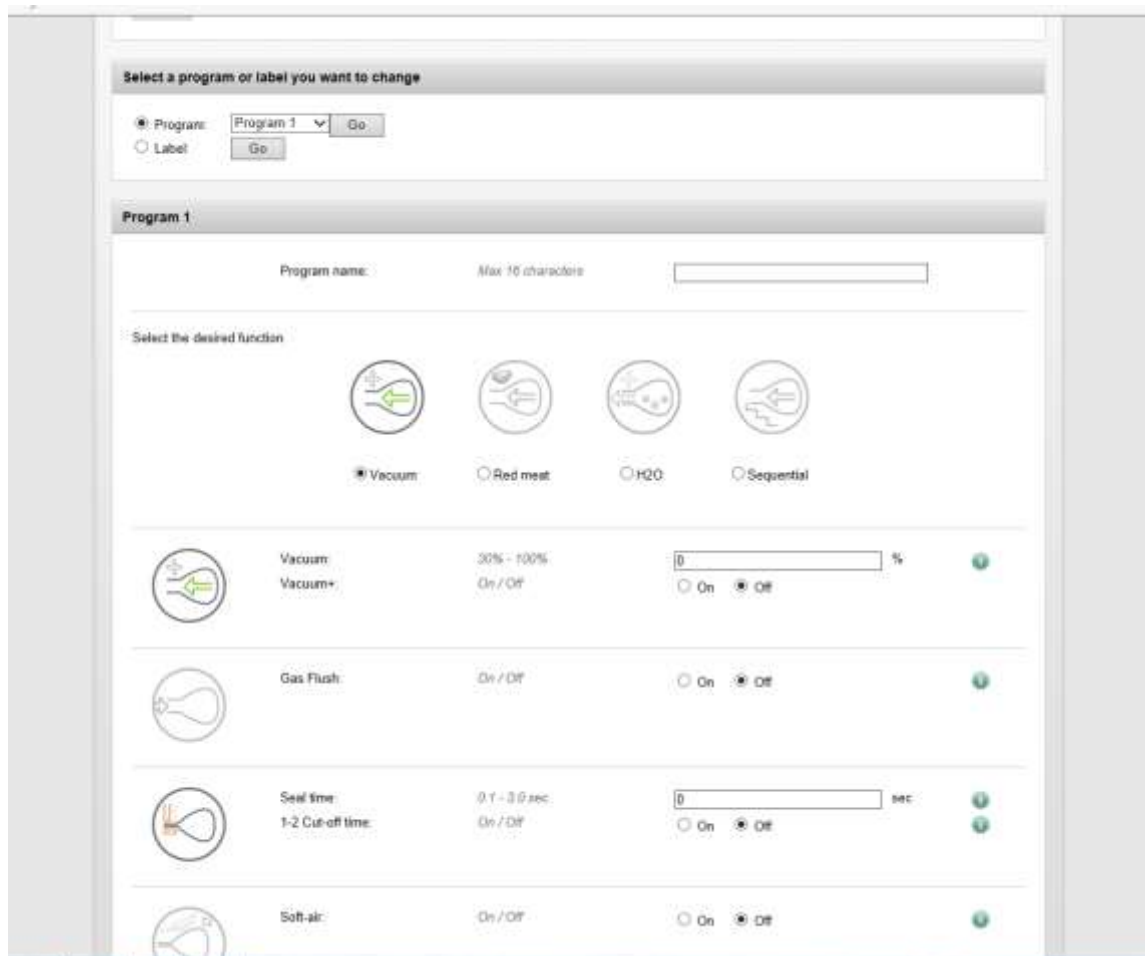 Select a program or label you want to change
Program: Program 1 Go
Label Go
Program 1
Program name: Max 16 characters
Select the desired function
Vacuum Red meat H2O Sequential
Vacuum: 30% - 100% 0 %
Vacuum+: On / Off On Off
Gas Flush: On / Off On Off
Seal time: 0.1 - 3.0 sec 0 sec
1-2 Cut-off time: On / Off On Off
Soft-air: On / Off On Off